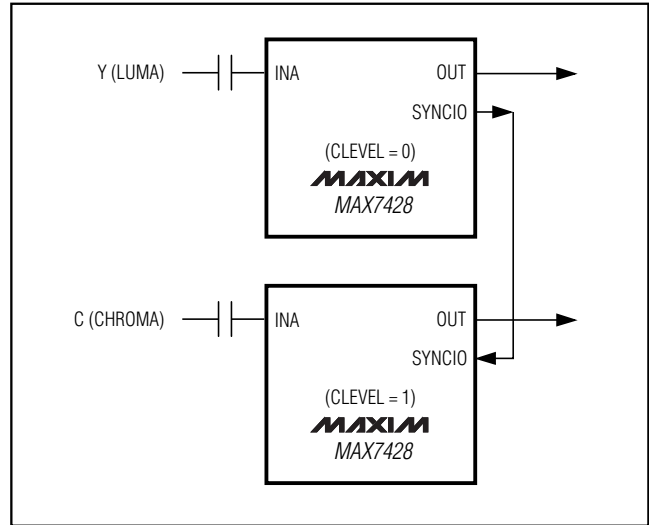 Y (LUMA)
INA
OUT
SYNCIO
(CLEVEL = 0)
MAXIM
MAX7428
C (CHROMA)
INA
OUT
SYNCIO
(CLEVEL = 1)
MAXIM
MAX7428